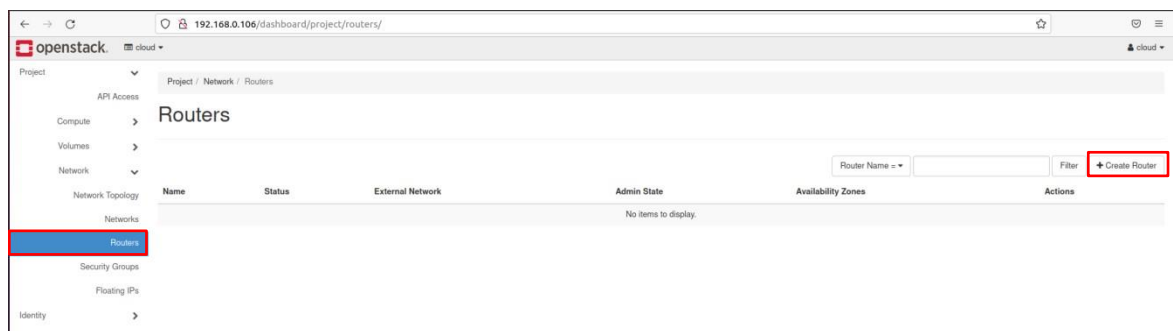 192.168.0.106/dashboard/project/routers/
openstack. cloud cloud
Project
Project / Network / Routers
API Access
Routers
Compute
Volumes
Router Name = Filter + Create Router
Network
Name Status External Network Admin State Availability Zones Actions
Network Topology
No items to display.
Networks
Routers
Security Groups
Floating IPs
Identity